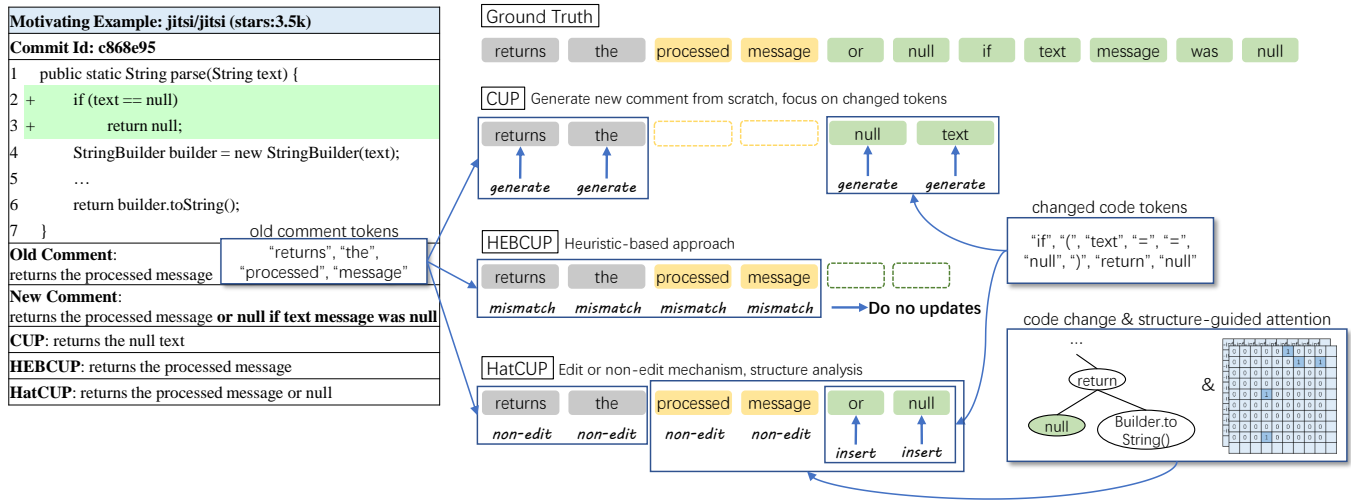 Motivating Example: jitsi/jitsi (stars:3.5k)
Commit Id: c868e95
1 public static String parse(String text) {
2 + if (text == null)
3 + return null;
4 StringBuilder builder = new StringBuilder(text);
5 …
6 return builder.toString();
7 }
old comment tokens
"returns", "the",
"processed", "message"
Old Comment:
returns the processed message
New Comment:
returns the processed message or null if text message was null
CUP: returns the null text
HEBCUP: returns the processed message
HatCUP: returns the processed message or null
Ground Truth
returns the processed message or null if text message was null
CUP Generate new comment from scratch, focus on changed tokens
returns the null text
generate generate generate generate
HEBCUP Heuristic-based approach
returns the processed message
mismatch mismatch mismatch mismatch Do no updates
HatCUP Edit or non-edit mechanism, structure analysis
returns the processed message or null
non-edit non-edit non-edit non-edit insert insert
changed code tokens
"if", "(", "text", "=", "=",
"null", ")", "return", "null"
code change & structure-guided attention
...
return
null
Builder.to
String()
&